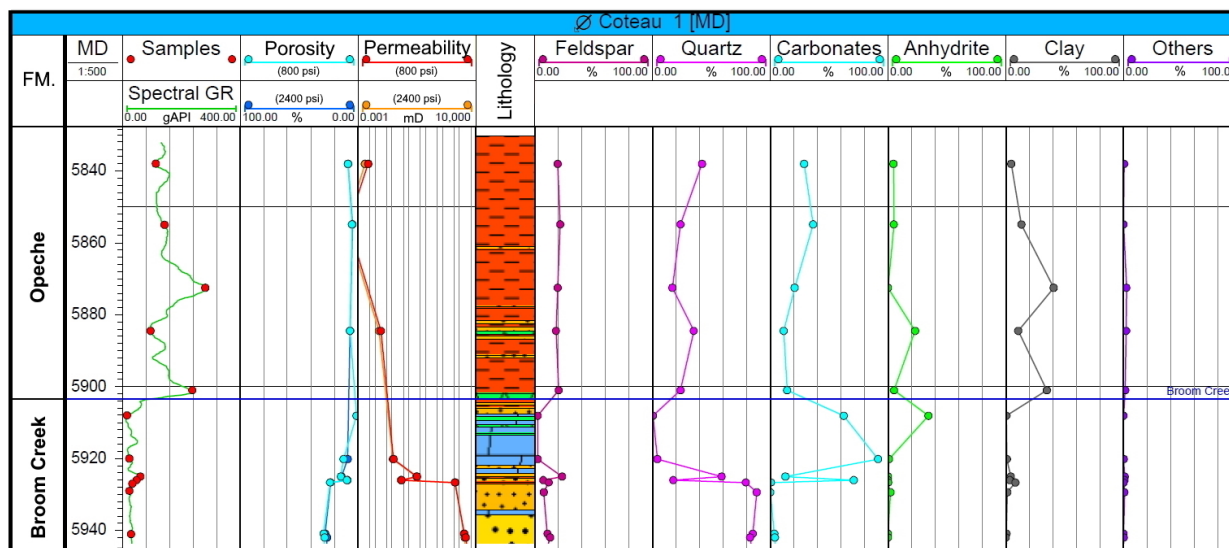 Ø Coteau 1 [MD]
FM.
MD
1:500
Samples
Spectral GR
0.00 gAPI 400.00
Porosity
(800 psi)
(2400 psi)
100.00 % 0.00
Permeability
(800 psi)
(2400 psi)
0.001 mD 10,000
Lithology
Feldspar
0.00 % 100.00
Quartz
0.00 % 100.00
Carbonates
0.00 % 100.00
Anhydrite
0.00 % 100.00
Clay
0.00 % 100.00
Others
0.00 % 100.00
Opeche
5840
5860
5880
5900
Broom Cree
Broom Creek
5920
5940